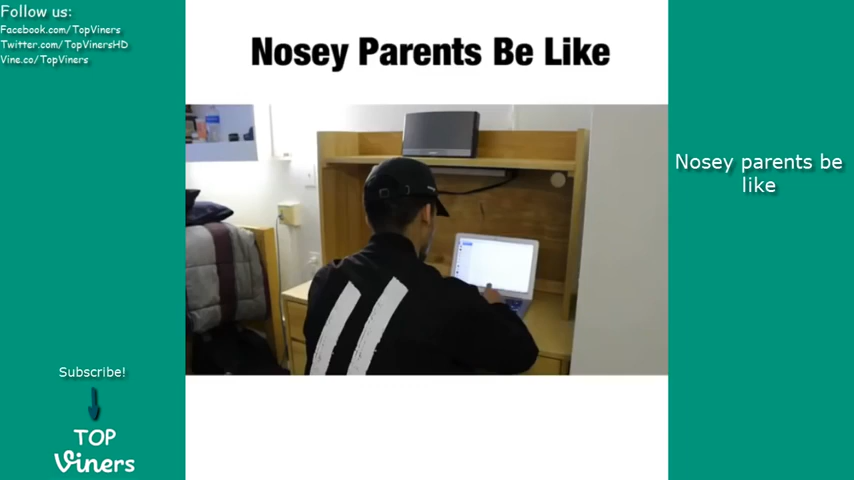 Follow us:
Facebook.com/TopViners
Twitter.com/TopVinersHD
Vine.co/TopViners
Nosey Parents Be Like
Nosey parents be
like
Subscribe!
TOP
Viners